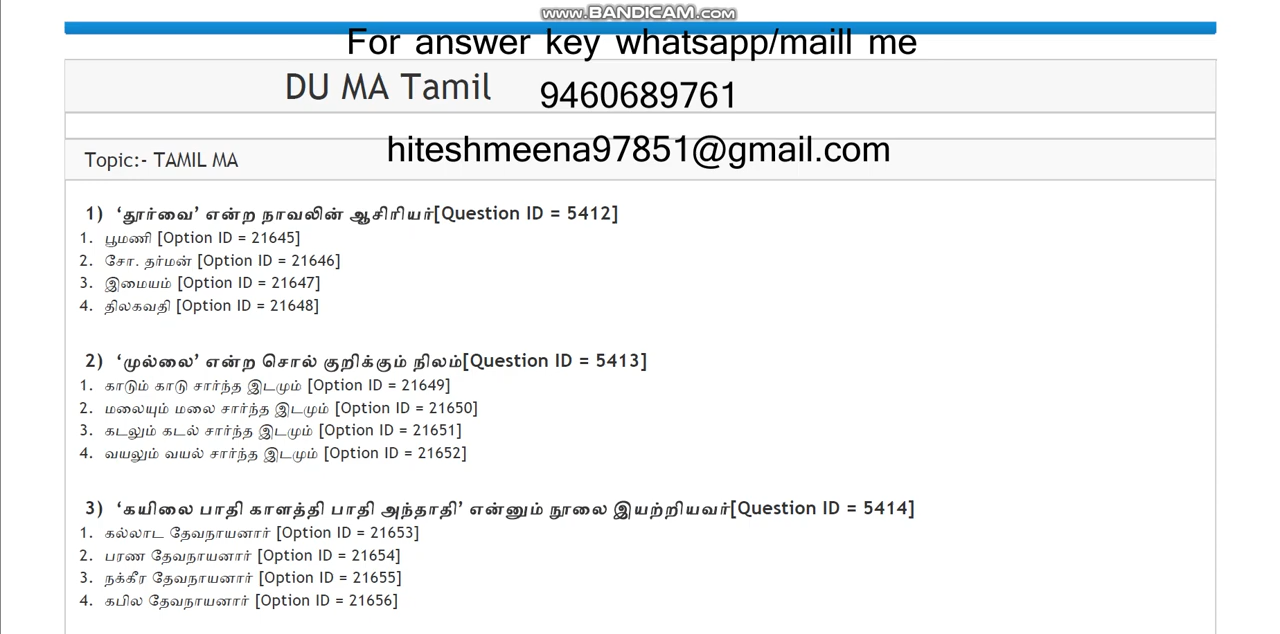 www.BANDICAM.com
For answer key whatsapp/maill me
DU MA Tamil 9460689761
Topic:- TAMIL MA hiteshmeena97851@gmail.com
1) ‘தூர்வை’ என்ற நாவலின் ஆசிரியர்[Question ID = 5412]
1. பூமணி [Option ID = 21645]
2. சோ. தர்மன் [Option ID = 21646]
3. இமையம் [Option ID = 21647]
4. திலகவதி [Option ID = 21648]
2) ‘முல்லை’ என்ற சொல் குறிக்கும் நிலம்[Question ID = 5413]
1. காடும் காடு சார்ந்த இடமும் [Option ID = 21649]
2. மலையும் மலை சார்ந்த இடமும் [Option ID = 21650]
3. கடலும் கடல் சார்ந்த இடமும் [Option ID = 21651]
4. வயலும் வயல் சார்ந்த இடமும் [Option ID = 21652]
3) ‘கயிலை பாதி காளத்தி பாதி அந்தாதி’ என்னும் நூலை இயற்றியவர்[Question ID = 5414]
1. கல்லாட தேவநாயனார் [Option ID = 21653]
2. பரண தேவநாயனார் [Option ID = 21654]
3. நக்கீர தேவநாயனார் [Option ID = 21655]
4. கபில தேவநாயனார் [Option ID = 21656]